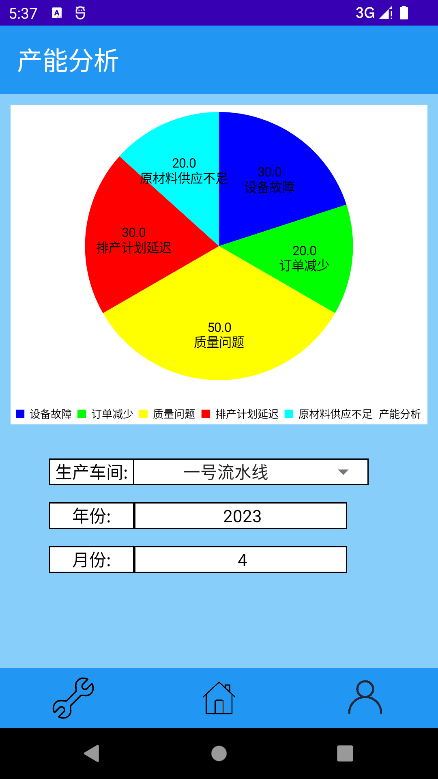 5:37 A 3G
产能分析
20.0
原材料供应不足
30.0
设备故障
30.0
排产计划延迟
20.0
订单减少
50.0
质量问题
设备故障 订单减少 质量问题 排产计划延迟 原材料供应不足 产能分析
生产车间: 一号流水线
年份: 2023
月份: 4